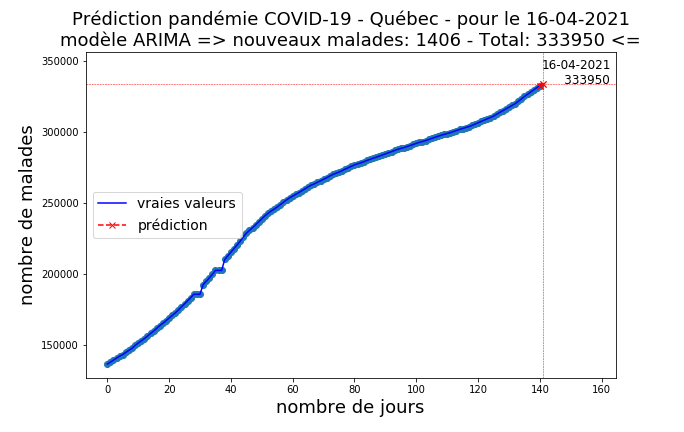 Prédiction pandémie COVID-19 - Québec - pour le 16-04-2021
modèle ARIMA => nouveaux malades: 1406 - Total: 333950 <=
350000
16-04-2021
333950
300000
250000
200000
150000
nombre de malades
vraies valeurs
prédiction
0 20 40 60 80 100 120 140 160
nombre de jours